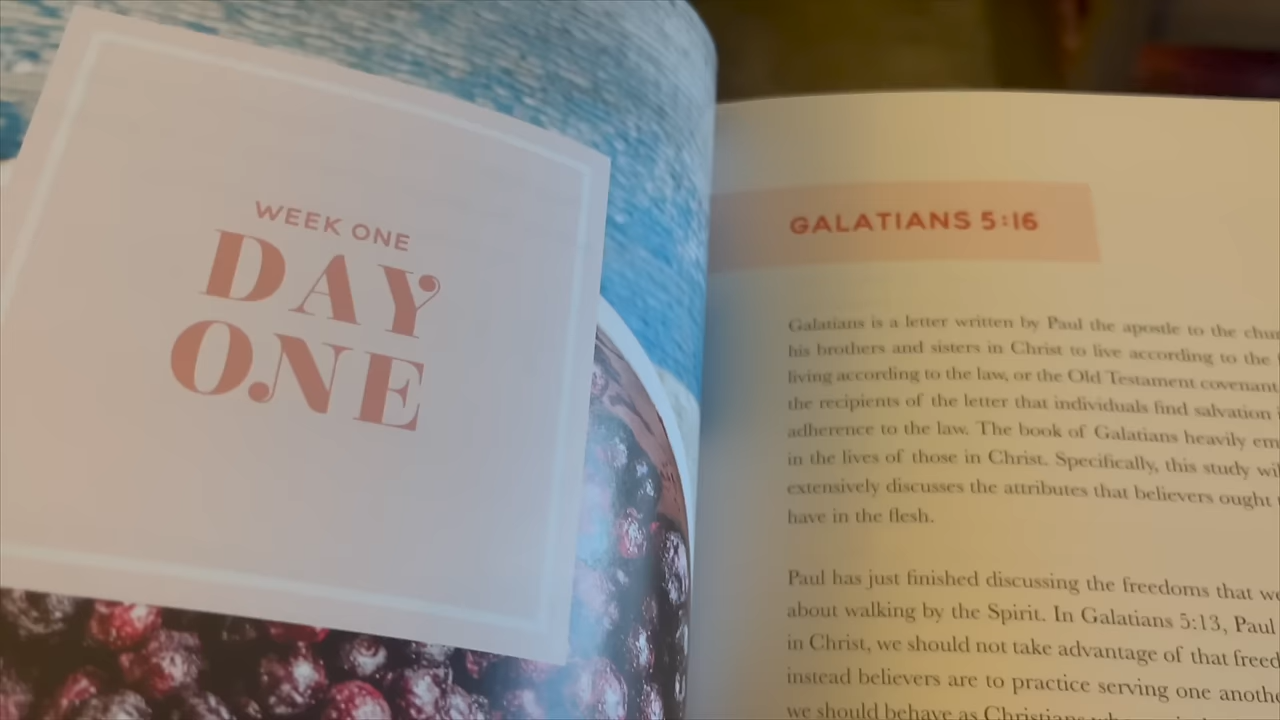 WEEK ONE
DAY
ONE
GALATIANS 5:16
Galatians is a letter written by Paul the apostle to the
his brothers and sisters in Christ to live according to the
living according to the law, or the Old Testament covenant
the recipients of the letter that individuals find salvation
adherence to the law. The book of Galatians heavily
in the lives of those in Christ. Specifically, this study
extensively discusses the attributes that believers ought
have in the flesh.
Paul has just finished discussing the freedoms that
about walking by the Spirit. In Galatians 5:13, Paul
in Christ, we should not take advantage of that
instead believers are to practice serving one
we should behave as Christians